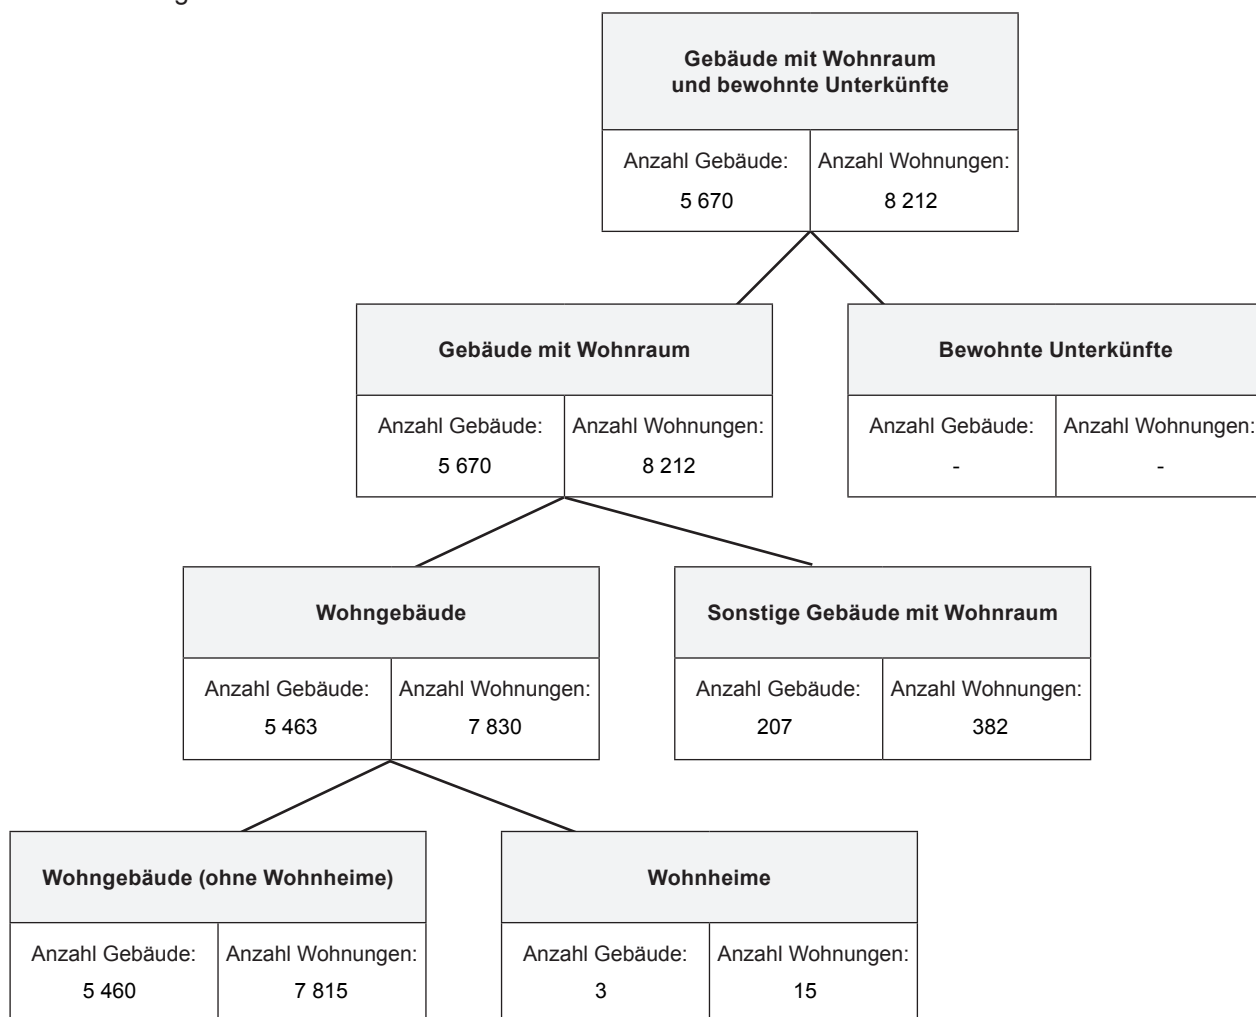 Gebäude mit Wohnraum
und bewohnte Unterkünfte
Anzahl Gebäude: Anzahl Wohnungen:
5 670 8 212
Gebäude mit Wohnraum Bewohnte Unterkünfte
Anzahl Gebäude: Anzahl Wohnungen: Anzahl Gebäude: Anzahl Wohnungen:
5 670 8 212 - -
Wohngebäude Sonstige Gebäude mit Wohnraum
Anzahl Gebäude: Anzahl Wohnungen: Anzahl Gebäude: Anzahl Wohnungen:
5 463 7 830 207 382
Wohngebäude (ohne Wohnheime) Wohnheime
Anzahl Gebäude: Anzahl Wohnungen: Anzahl Gebäude: Anzahl Wohnungen:
5 460 7 815 3 15